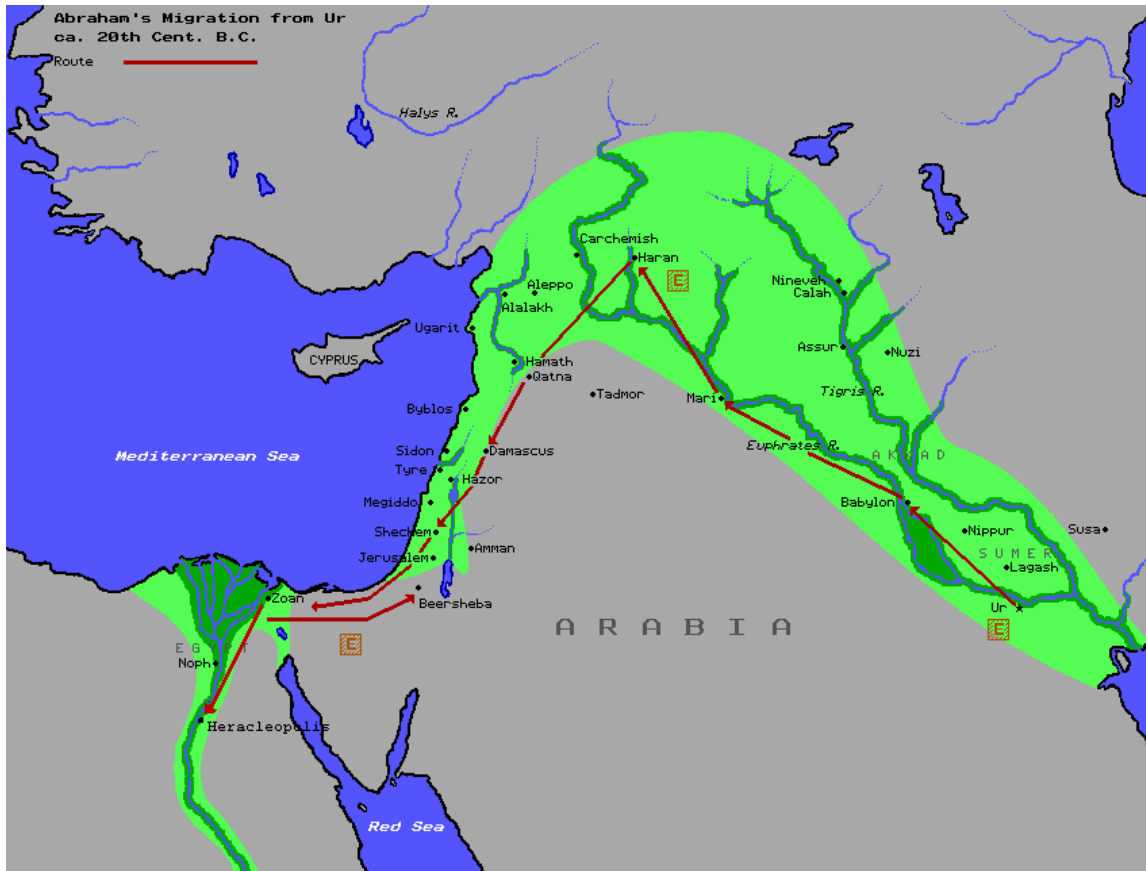 Abraham's Migration from Ur
ca. 20th Cent. B.C.
Route
Halys R.
Carchemish
Haran
E
Aleppo
Alalakh
Nineveh
Calah
Ugarit
CYPRUS
Assur
Nuzi
Hamath
Qatna
Tadmor
Mari
Tigris R.
Byblos
Euphrates R.
Mediterranean Sea
Sidon
Damascus
AKKAD
Tyre
Hazor
Megiddo
Babylon
Shechem
Nippur
Susa
Jerusalem
Amman
SUMER
Lagash
Zoan
Beersheba
Ur
ARABIA
E
E
EGYPT
Noph
Heracleopolis
Red Sea